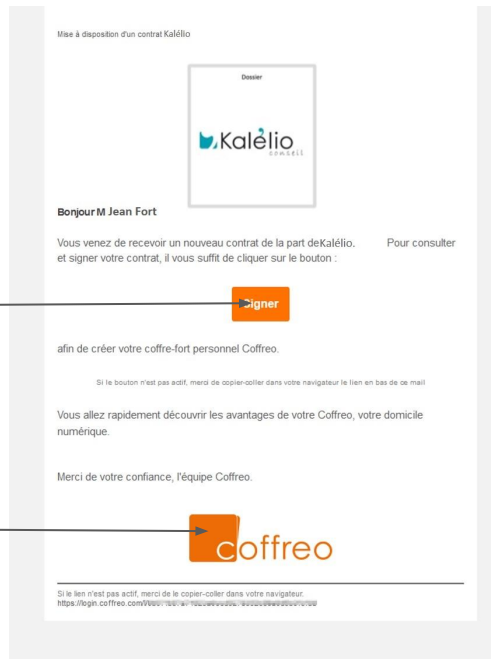 Mise à disposition d'un contrat Kalélio
Dossier
Kalélio
conseil
Bonjour M Jean Fort
Vous venez de recevoir un nouveau contrat de la part deKalélio. Pour consulter
et signer votre contrat, il vous suffit de cliquer sur le bouton :
Signer
afin de créer votre coffre-fort personnel Coffreo.
Si le bouton n'est pas actif, merci de copier-coller dans votre navigateur le lien en bas de ce mail
Vous allez rapidement découvrir les avantages de votre Coffreo, votre domicile
numérique.
Merci de votre confiance, l'équipe Coffreo.
coffreo
Si le lien n'est pas actif, merci de le copier-coller dans votre navigateur.
https://login.coffreo.com/